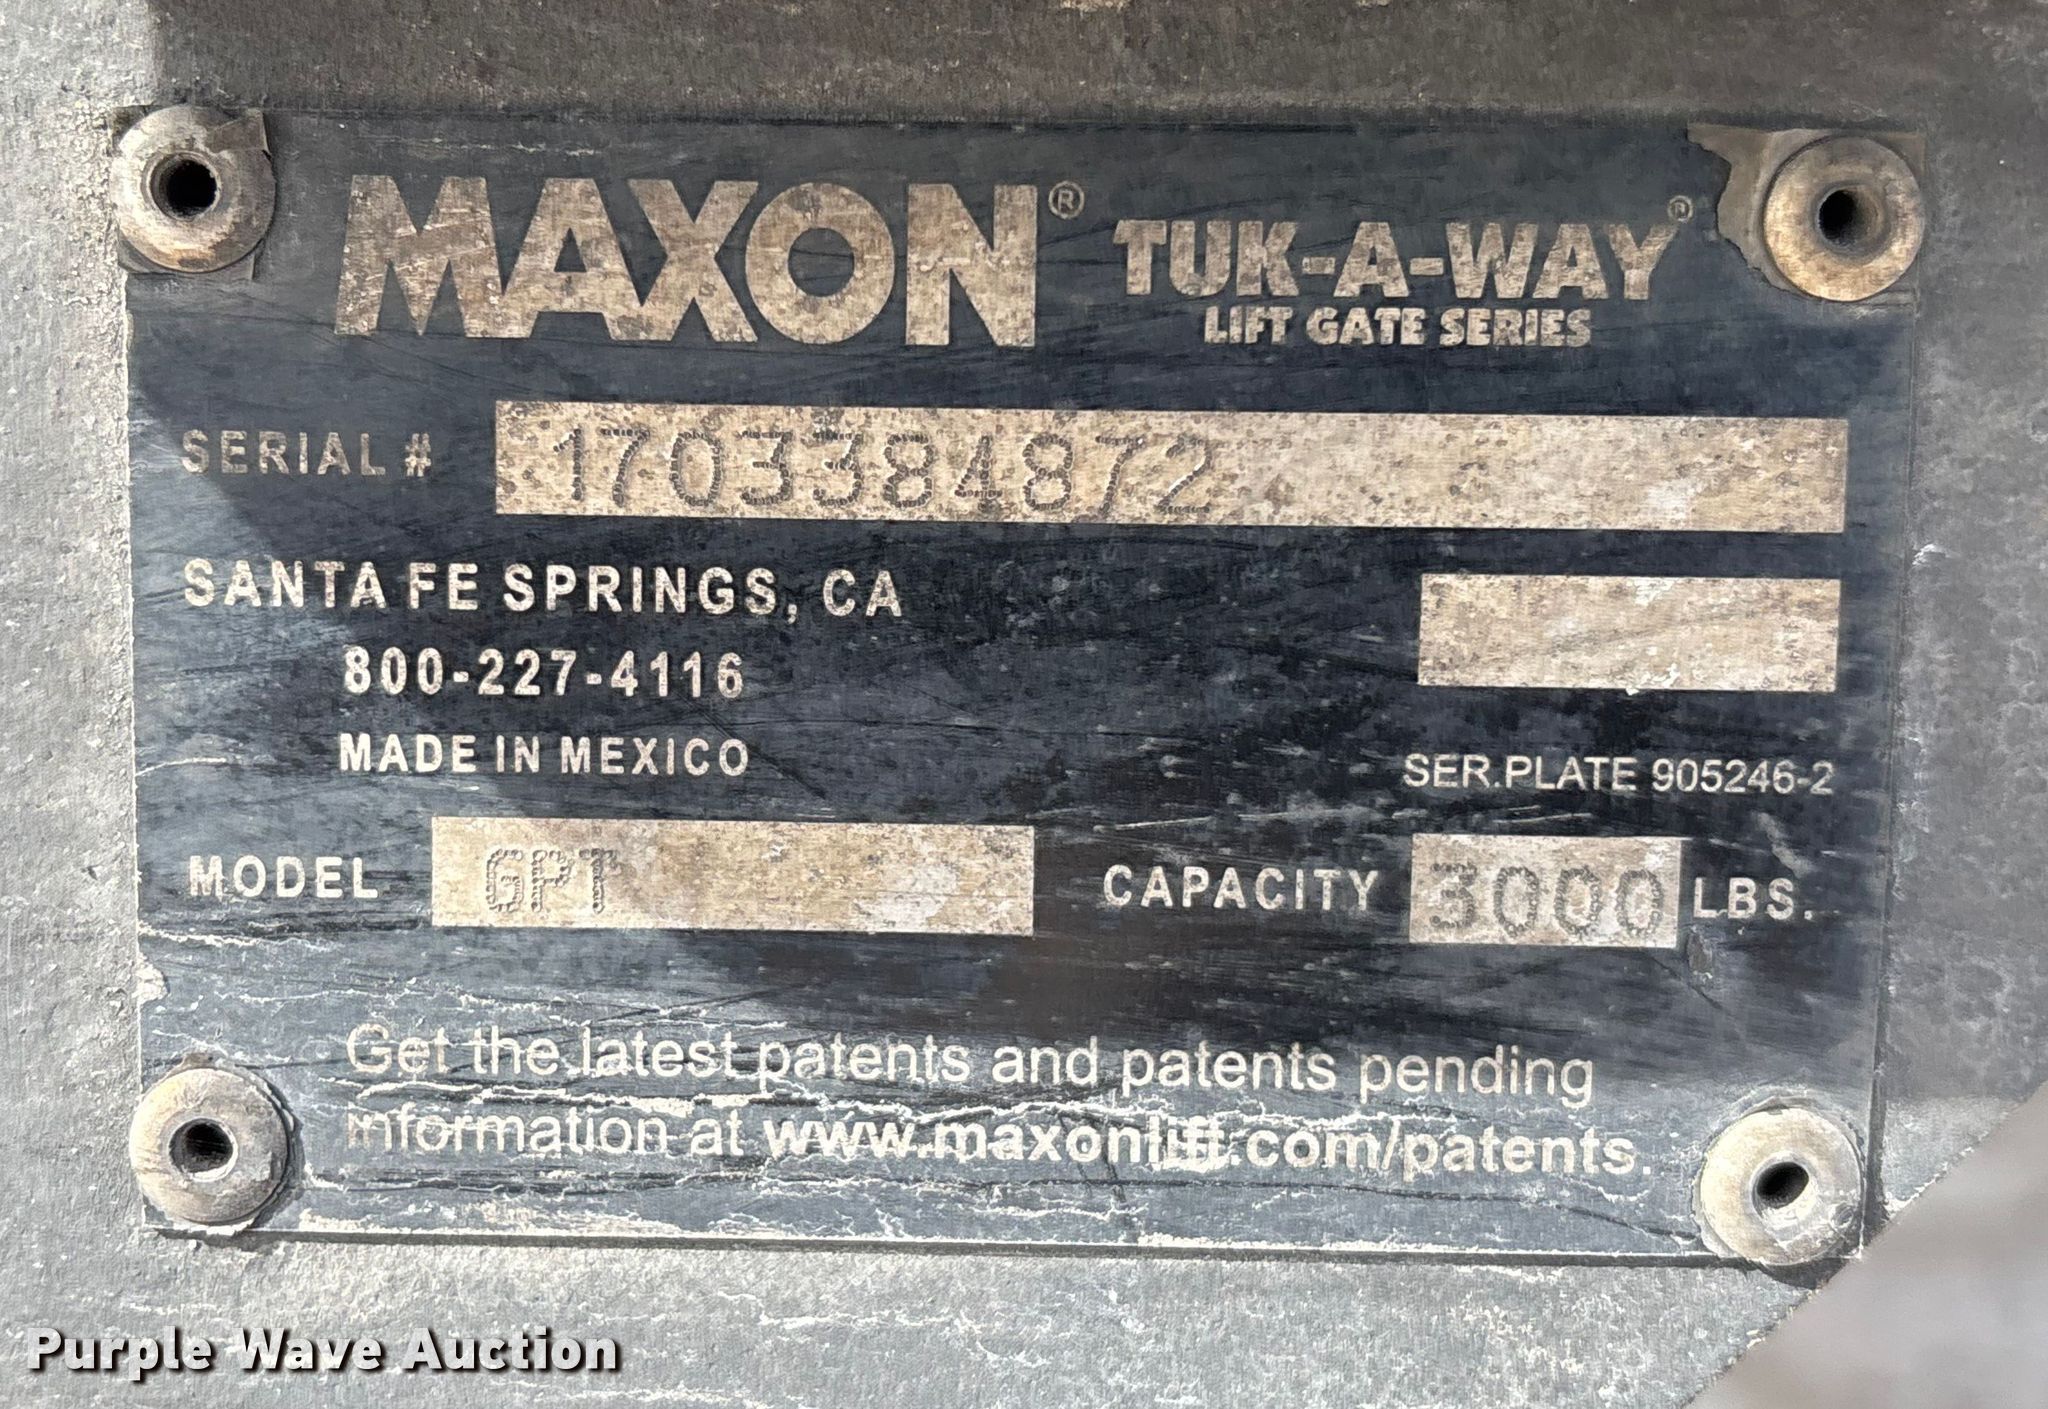 MAXON® TUK-A-WAY®
LIFT GATE SERIES
SERIAL # 1703384872
SANTA FE SPRINGS, CA
800-227-4116
MADE IN MEXICO
SER.PLATE 905246-2
MODEL GPT CAPACITY 3000 LBS.
Get the latest patents and patents pending
information at www.maxonlift.com/patents.
Purple Wave Auction